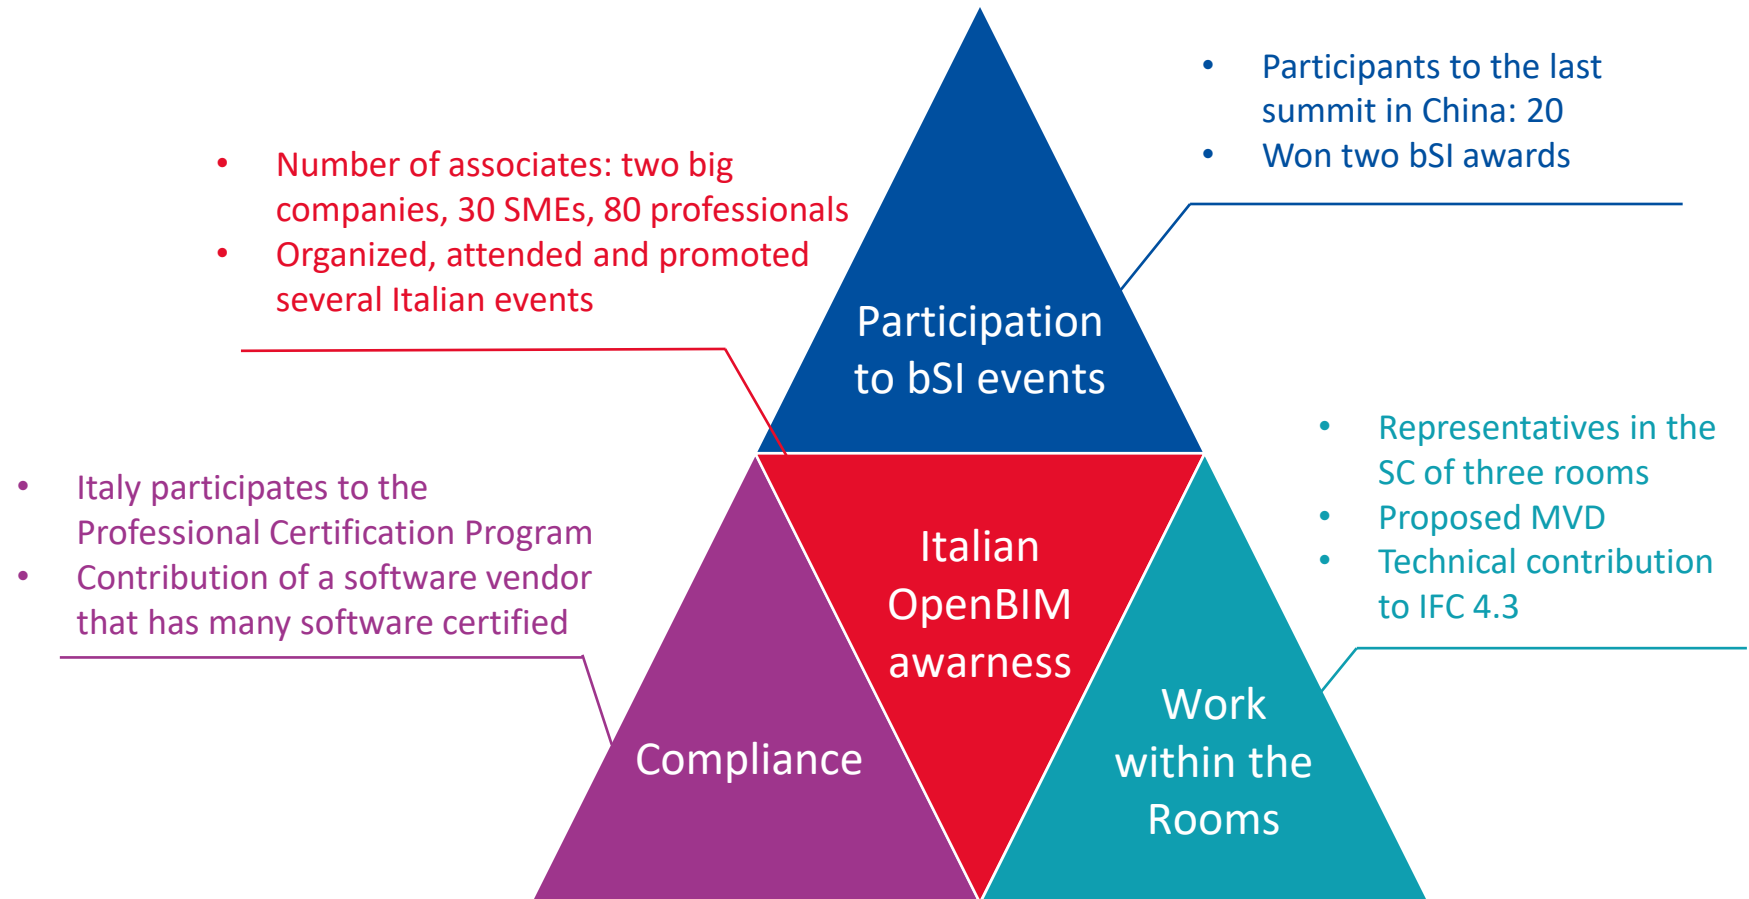 • Participants to the last
summit in China: 20
• Won two bSI awards
• Number of associates: two big
companies, 30 SMEs, 80 professionals
• Organized, attended and promoted
several Italian events
Participation
to bSI events
• Representatives in the
SC of three rooms
• Proposed MVD
• Technical contribution
to IFC 4.3
• Italy participates to the
Professional Certification Program
• Contribution of a software vendor
that has many software certified
Italian
OpenBIM
awarness
Compliance
Work
within the
Rooms